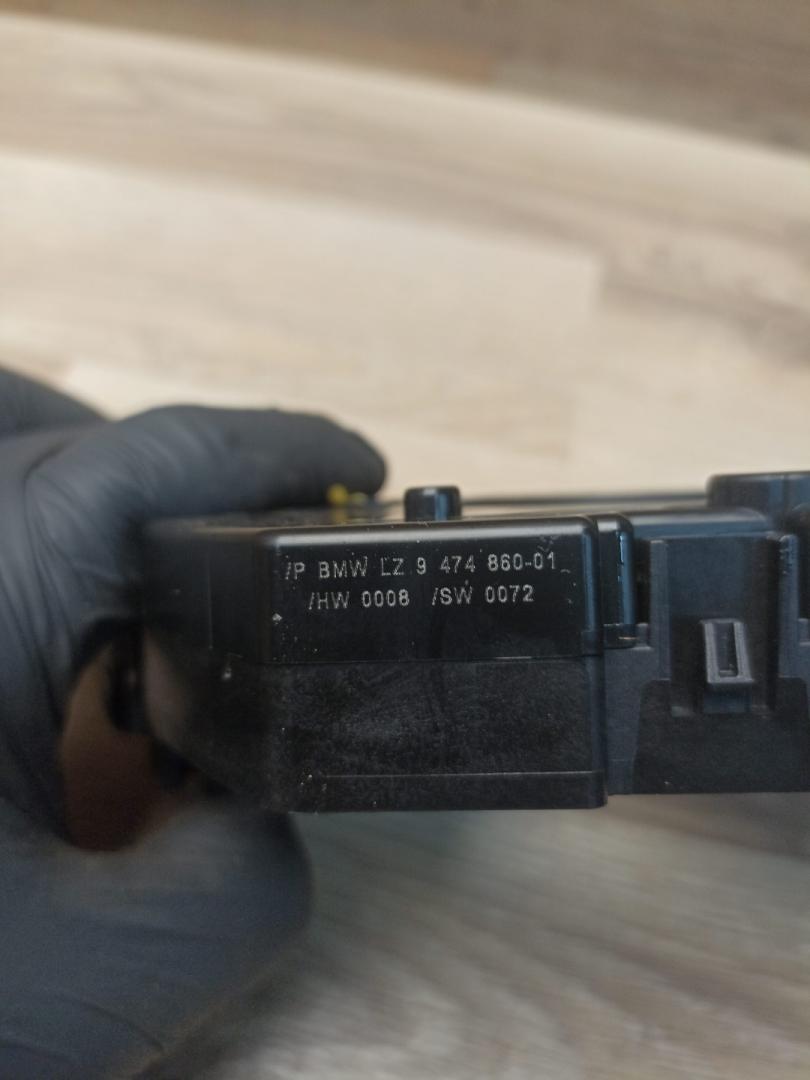 /P BMW LZ 9 474 860-01
/HW 0008 /SW 0072